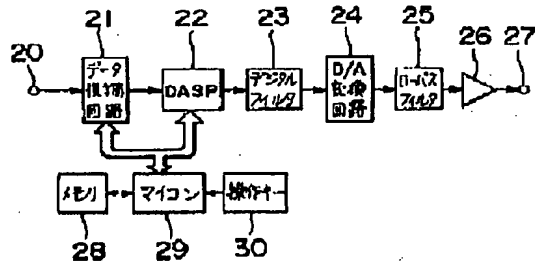 20
21
22
23
24
25
26
27
データ
復調
回路
DASP
デジタル
フィルタ
D/A
変換
回路
ローパス
フィルタ
メモリ
マイコン
操作キー
28
29
30